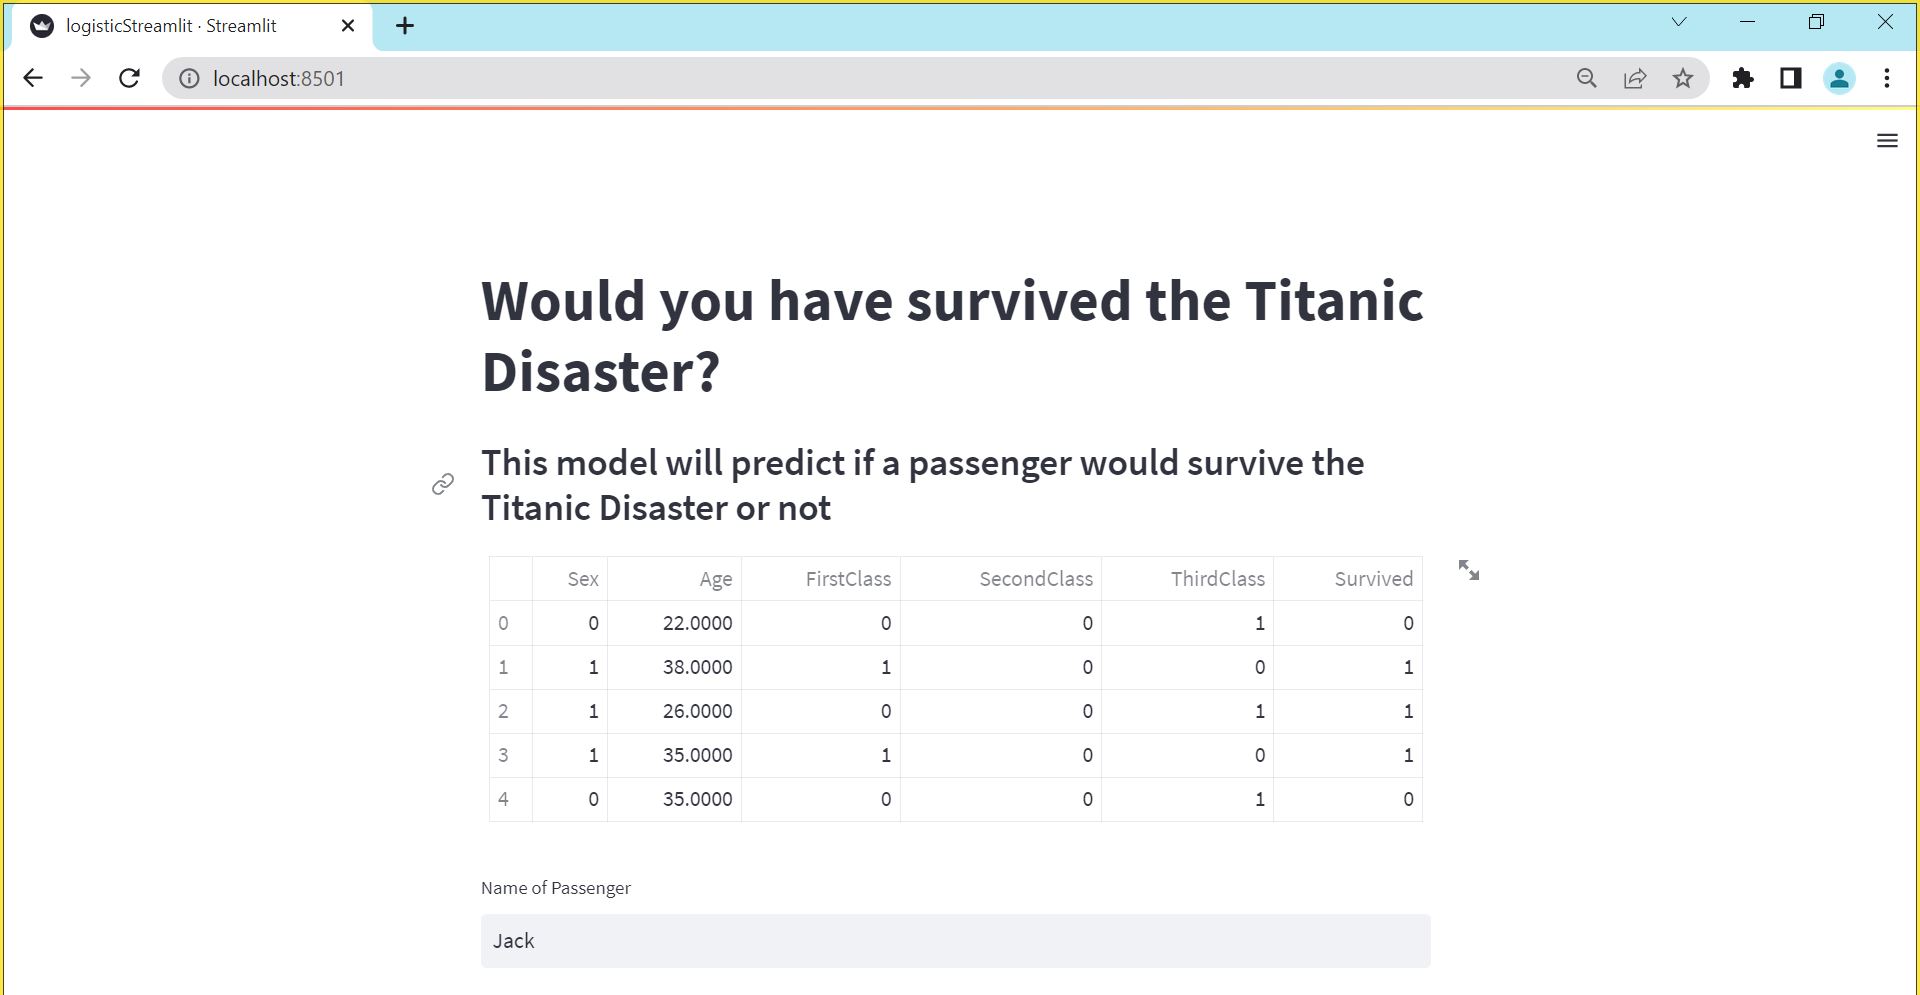 logisticStreamlit · Streamlit
localhost:8501
Would you have survived the Titanic
Disaster?
This model will predict if a passenger would survive the
Titanic Disaster or not
Sex Age FirstClass SecondClass ThirdClass Survived
0 0 22.0000 0 0 1 0
1 1 38.0000 1 0 0 1
2 1 26.0000 0 0 1 1
3 1 35.0000 1 0 0 1
4 0 35.0000 0 0 1 0
Name of Passenger
Jack